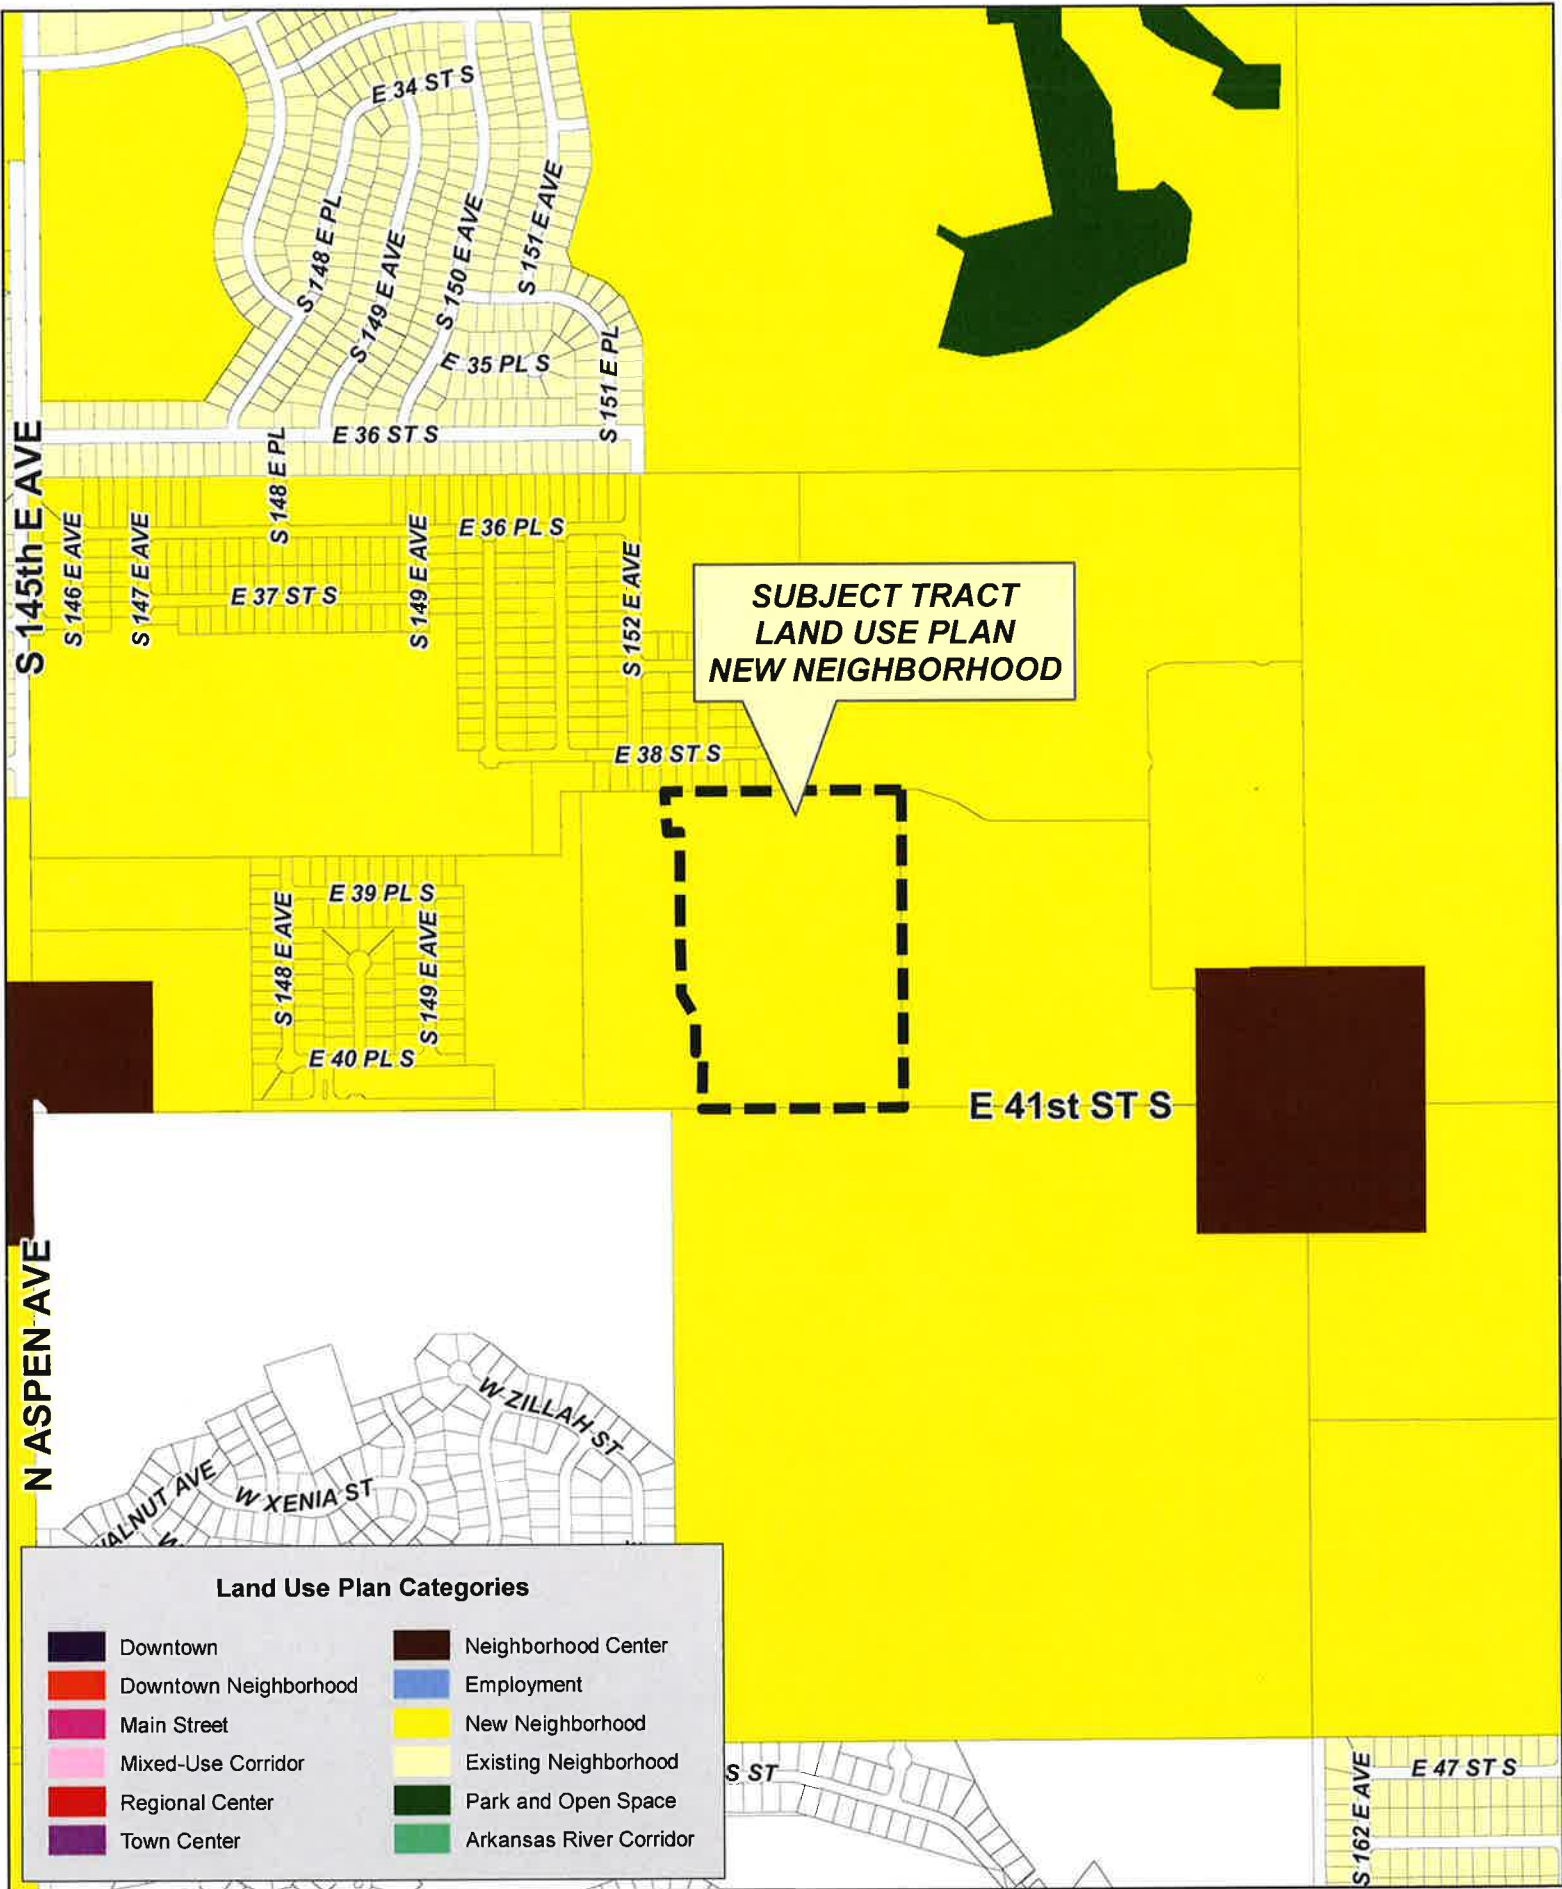 E 34 ST S
S 148 E PL
S 149 E AVE
S 150 E AVE
S 151 E AVE
E 35 PL S
S 151 E PL
E 36 ST S
S 145th E AVE
S 148 E PL
S 146 E AVE
S 147 E AVE
E 37 ST S
S 149 E AVE
E 36 PL S
S 152 E AVE
SUBJECT TRACT
LAND USE PLAN
NEW NEIGHBORHOOD
E 38 ST S
E 39 PL S
S 148 E AVE
S 149 E AVE
E 40 PL S
E 41st ST S
N ASPEN AVE
W ZILLAH ST
W XENIA ST
WALNUT AVE
W
Land Use Plan Categories
Downtown
Downtown Neighborhood
Main Street
Mixed-Use Corridor
Regional Center
Town Center
Neighborhood Center
Employment
New Neighborhood
Existing Neighborhood
Park and Open Space
Arkansas River Corridor
S ST
S 162 E AVE
E 47 ST S